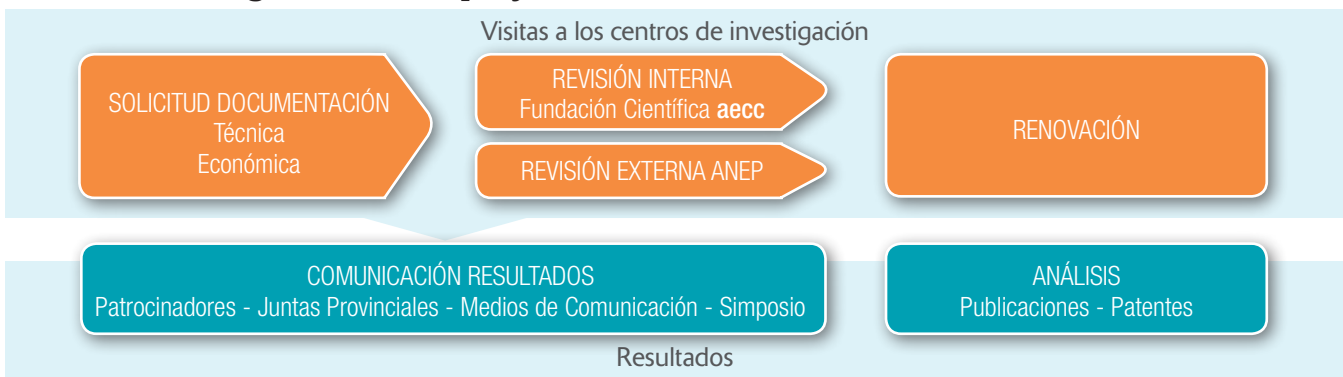 Visitas a los centros de investigación
SOLICITUD DOCUMENTACIÓN
Técnica
Económica
REVISIÓN INTERNA
Fundación Científica aecc
REVISIÓN EXTERNA ANEP
RENOVACIÓN
COMUNICACIÓN RESULTADOS
Patrocinadores - Juntas Provinciales - Medios de Comunicación - Simposio
ANÁLISIS
Publicaciones - Patentes
Resultados